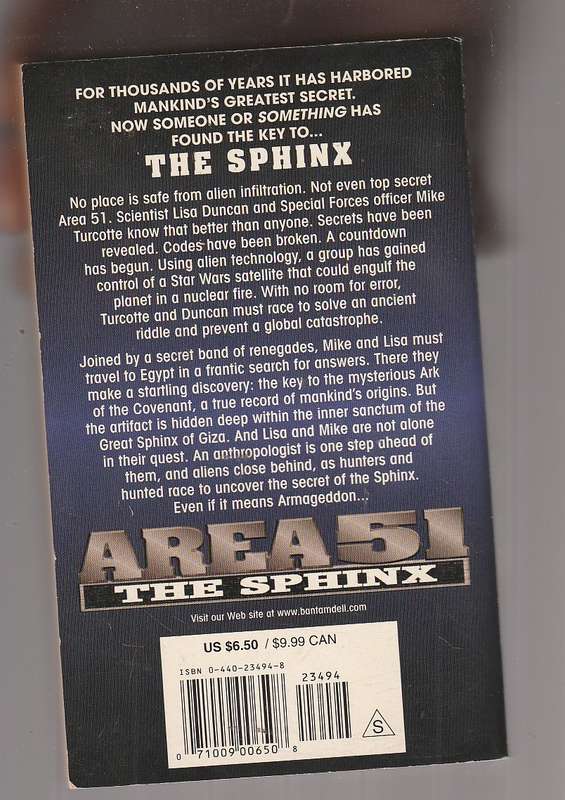 FOR THOUSANDS OF YEARS IT HAS HARBORED
MANKIND'S GREATEST SECRET.
NOW SOMEONE OR SOMETHING HAS
FOUND THE KEY TO...
THE SPHINX
No place is safe from alien infiltration. Not even top secret
Area 51. Scientist Lisa Duncan and Special Forces officer Mike
Turcotte know that better than anyone. Secrets have been
revealed. Codes have been broken. A countdown
has begun. Using alien technology, a group has gained
control of a Star Wars satellite that could engulf the
planet in a nuclear fire. With no room for error,
Turcotte and Duncan must race to solve an ancient
riddle and prevent a global catastrophe.
Joined by a secret band of renegades, Mike and Lisa must
travel to Egypt in a frantic search for answers. There they
make a startling discovery: the key to the mysterious Ark
of the Covenant, a true record of mankind's origins. But
the artifact is hidden deep within the inner sanctum of the
Great Sphinx of Giza. And Lisa and Mike are not alone
in their quest. An anthropologist is one step ahead of
them, and aliens close behind, as hunters and
hunted race to uncover the secret of the Sphinx.
Even if it means Armageddon...
AREA 51
THE SPHINX
Visit our Web site at www.bantamdell.com
US $6.50 / $9.99 CAN
ISBN 0-440-23494-8
23494
0 71009 00650 8
S